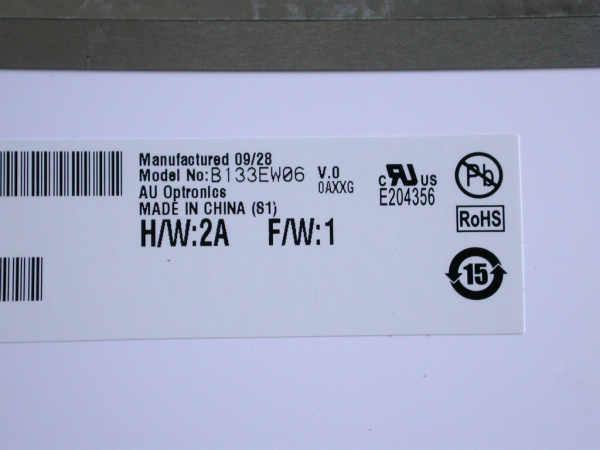 Manufactured 09/28
Model No:B133EW06 V.0
0AXXG
AU Optronics
MADE IN CHINA (S1)
H/W:2A F/W:1
c RU US
E204356
Pb
RoHS
15